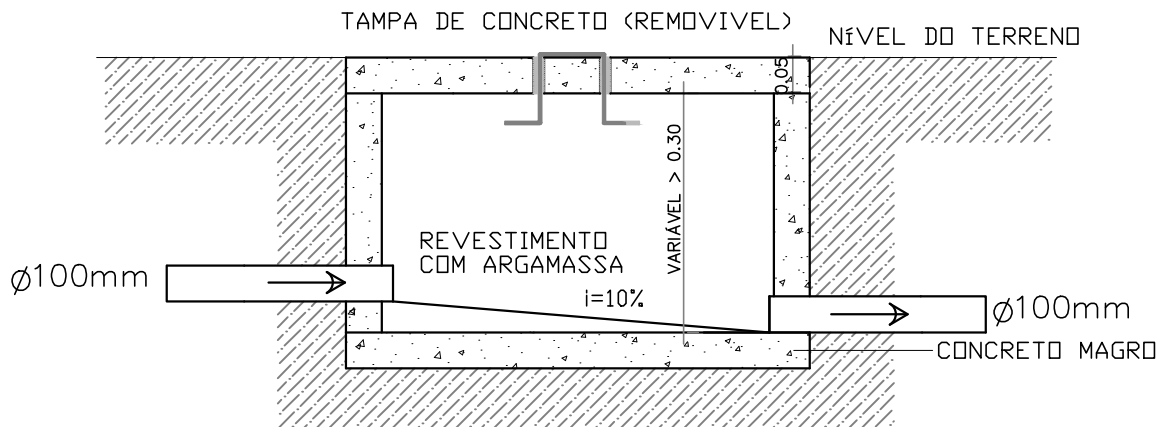 TAMPA DE CONCRETO (REMOVIVEL)
NíVEL DO TERRENO
0.05
VARIÁVEL > 0.30
REVESTIMENTO
COM ARGAMASSA
i=10%
Ø100mm
Ø100mm
CONCRETO MAGRO